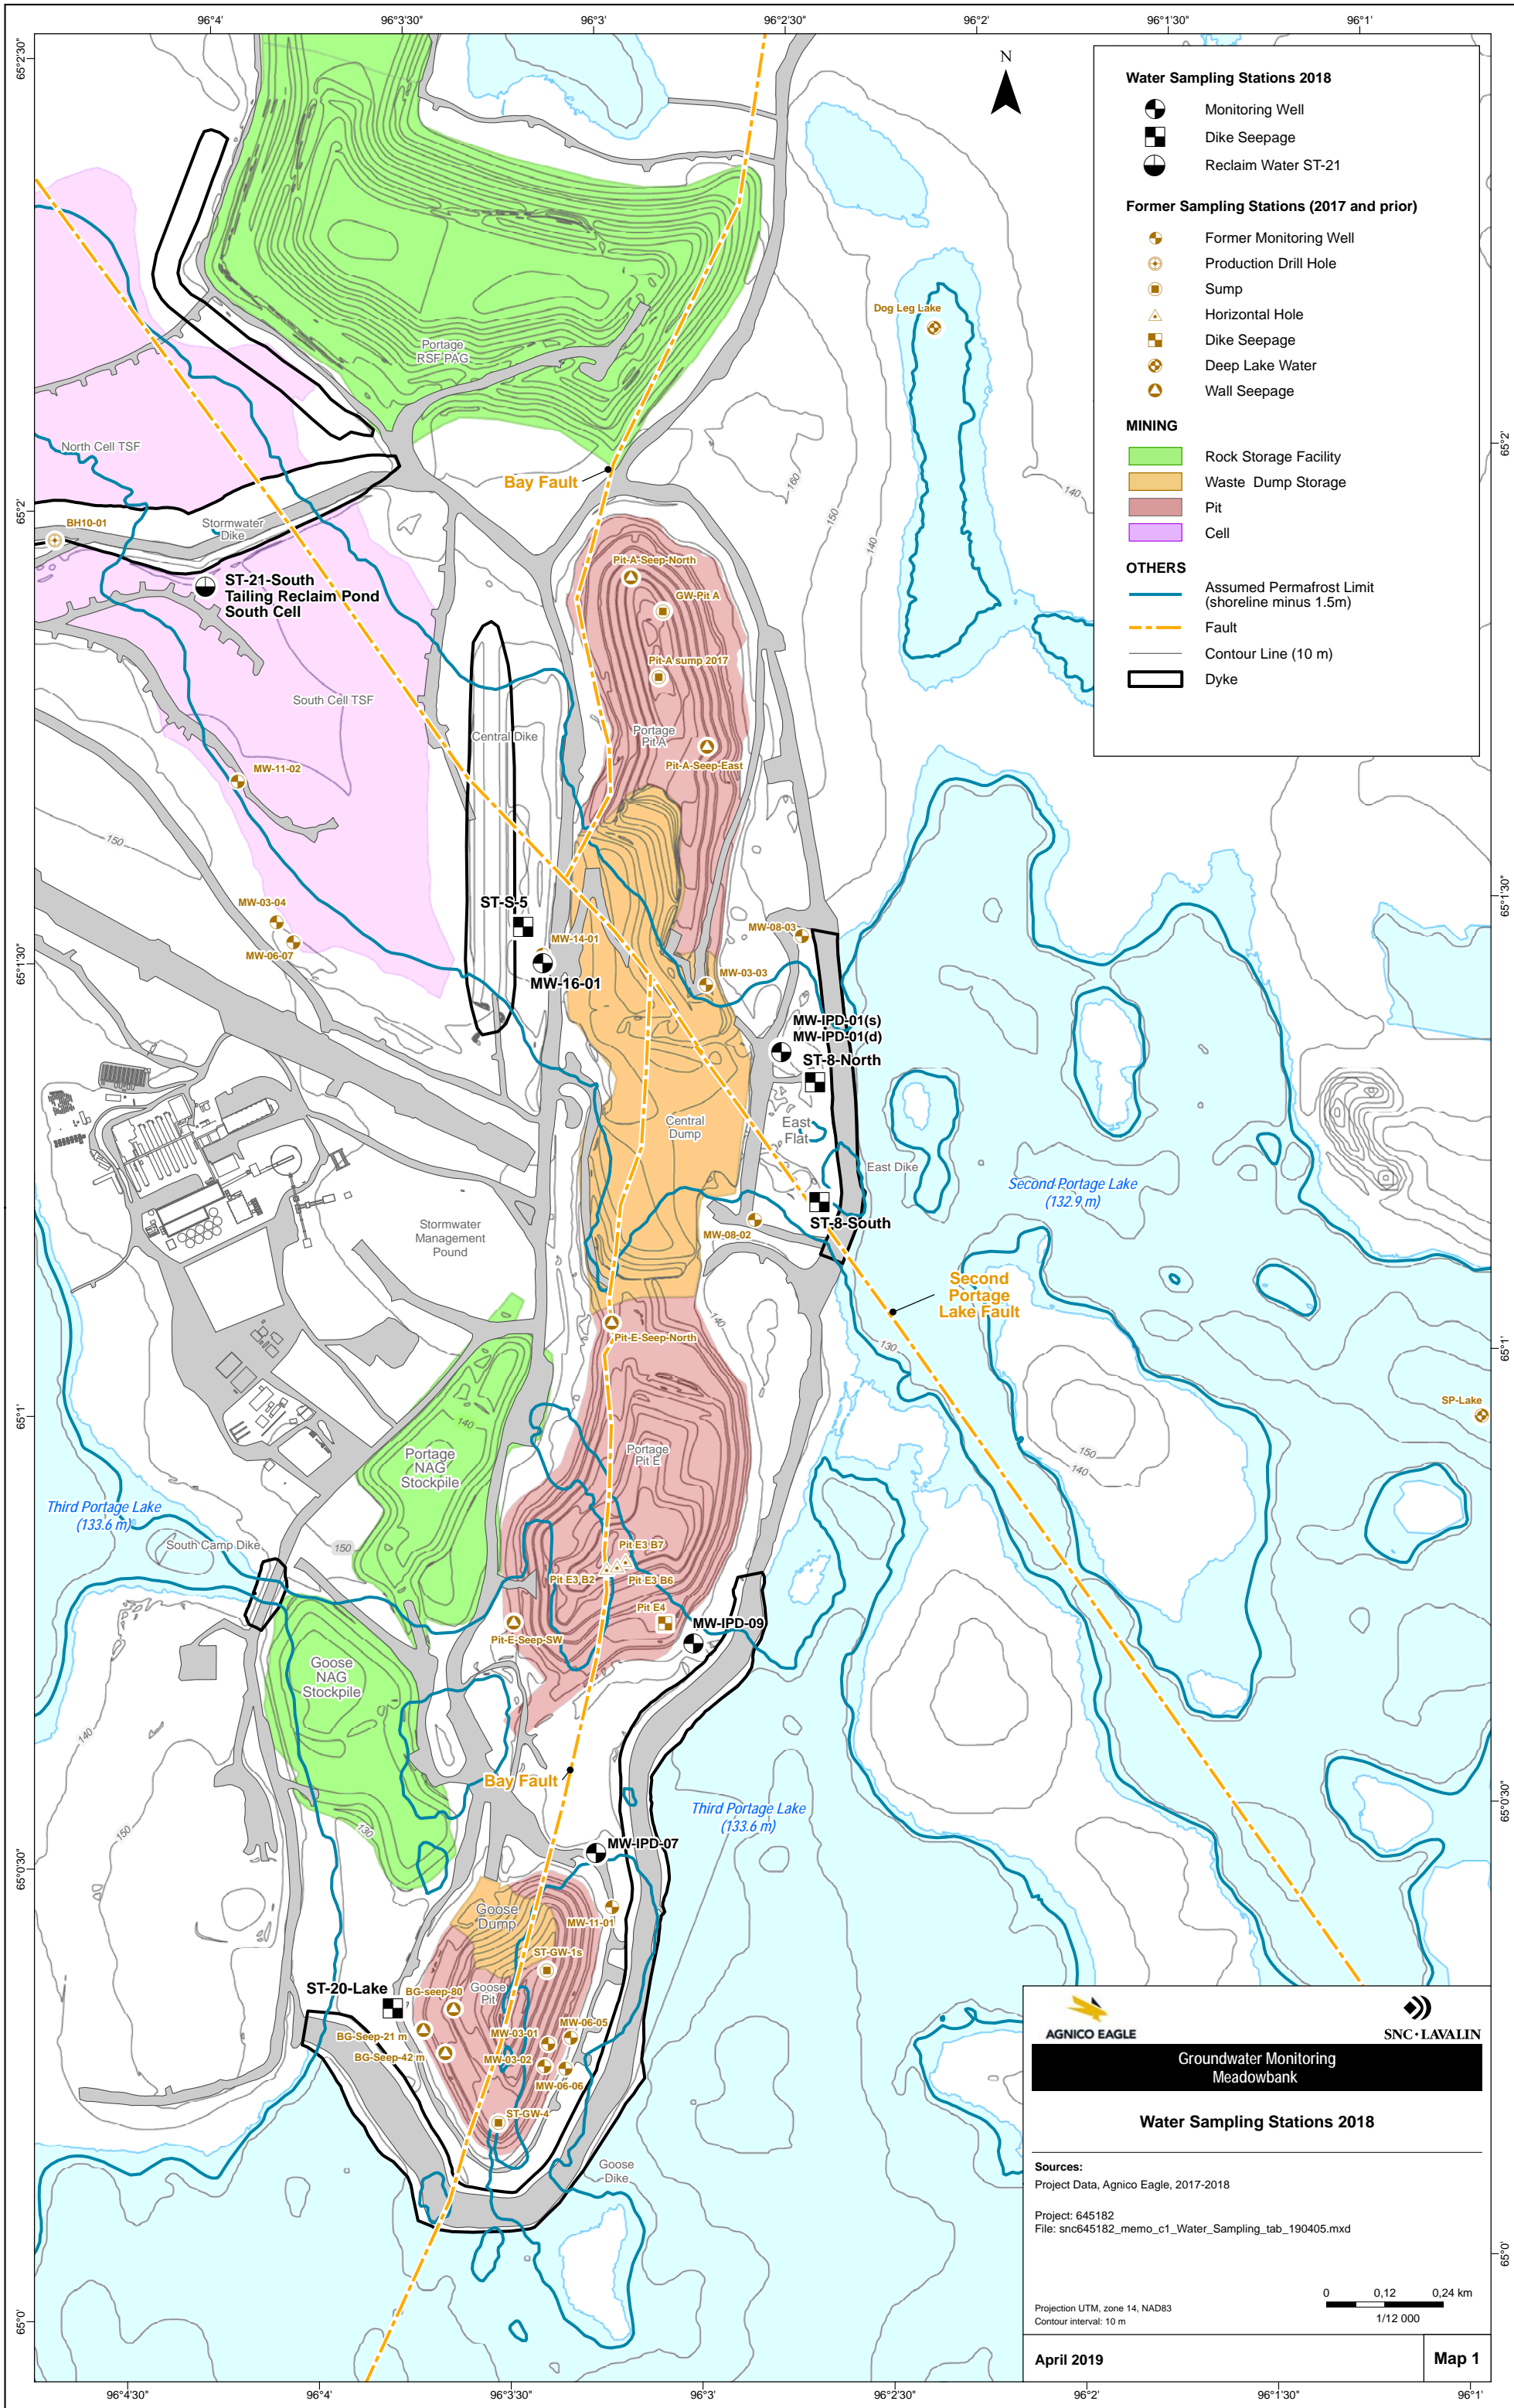 96°4'
96°3'30"
96°3'
96°2'30"
96°2'
96°1'30"
96°1'
65°2'30"
65°2'
65°1'30"
65°1'
65°0'30"
65°0'
N
Water Sampling Stations 2018
Monitoring Well
Dike Seepage
Reclaim Water ST-21
Former Sampling Stations (2017 and prior)
Former Monitoring Well
Production Drill Hole
Sump
Horizontal Hole
Dike Seepage
Deep Lake Water
Wall Seepage
MINING
Rock Storage Facility
Waste Dump Storage
Pit
Cell
OTHERS
Assumed Permafrost Limit
(shoreline minus 1.5m)
Fault
Contour Line (10 m)
Dyke
Dog Leg Lake
Portage
RSF PAG
North Cell TSF
Bay Fault
160
150
140
140
BH10-01
Stormwater
Dike
ST-21-South
Tailing Reclaim Pond
South Cell
Pit-A-Seep-North
GW-Pit A
Pit-A sump 2017
South Cell TSF
Central Dike
Portage
Pit A
Pit-A-Seep-East
MW-11-02
150
MW-03-04
MW-06-07
ST-S-5
MW-14-01
MW-16-01
MW-08-03
MW-03-03
MW-IPD-01(s)
MW-IPD-01(d)
ST-8-North
Central
Dump
East
Flat
East Dike
Second Portage Lake
(132.9 m)
ST-8-South
MW-08-02
Stormwater
Management
Pound
Second
Portage
Lake Fault
140
130
Pit-E-Seep-North
SP-Lake
140
Portage
NAG
Stockpile
Portage
Pit E
150
140
Third Portage Lake
(133.6 m)
South Camp Dike
150
Pit E3 B7
Pit E3 B2
Pit E3 B6
Pit E4
MW-IPD-09
Pit-E-Seep-SW
Goose
NAG
Stockpile
140
150
130
Bay Fault
Third Portage Lake
(133.6 m)
MW-IPD-07
Goose
Dump
MW-11-01
ST-GW-1s
ST-20-Lake
BG-seep-80
Goose
Pit
BG-Seep-21 m
BG-Seep-42 m
MW-03-01
MW-06-05
MW-03-02
MW-06-06
ST-GW-4
Goose
Dike
AGNICO EAGLE
SNC•LAVALIN
Groundwater Monitoring
Meadowbank
Water Sampling Stations 2018
Sources:
Project Data, Agnico Eagle, 2017-2018
Project: 645182
File: snc645182_memo_c1_Water_Sampling_tab_190405.mxd
0 0,12 0,24 km
1/12 000
Projection UTM, zone 14, NAD83
Contour interval: 10 m
April 2019
Map 1
65°2'
65°1'30"
65°1'
65°0'30"
65°0'
96°4'30"
96°4'
96°3'30"
96°3'
96°2'30"
96°2'
96°1'30"
96°1'